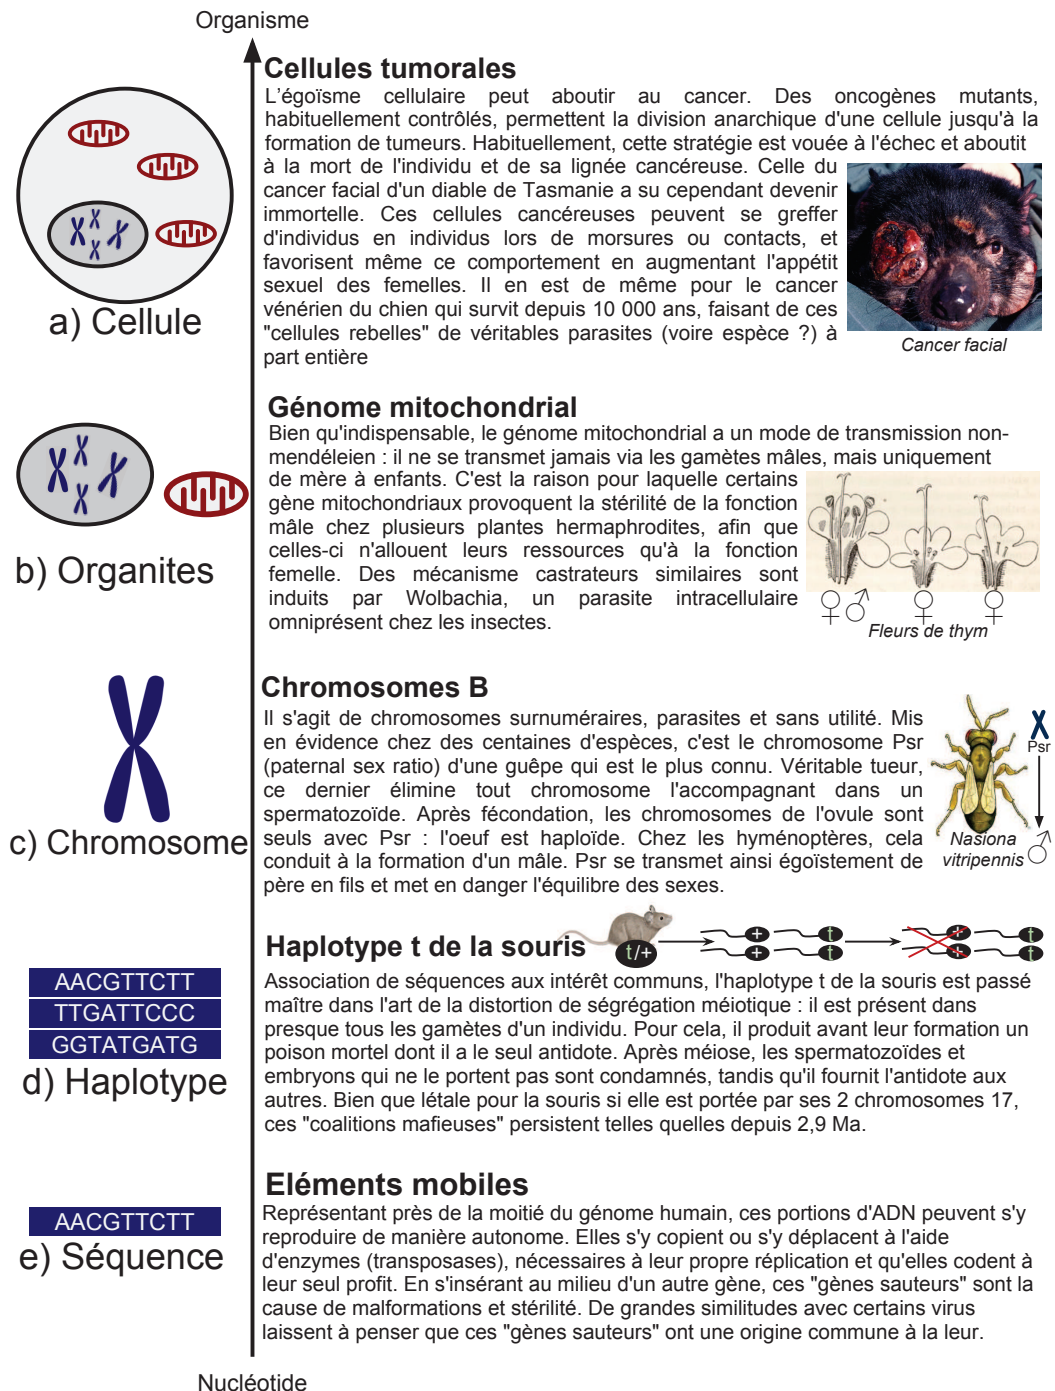 Organisme
Cellules tumorales
L'égoïsme cellulaire peut aboutir au cancer. Des oncogènes mutants,
habituellement contrôlés, permettent la division anarchique d'une cellule jusqu'à la
formation de tumeurs. Habituellement, cette stratégie est vouée à l'échec et aboutit
à la mort de l'individu et de sa lignée cancéreuse. Celle du
cancer facial d'un diable de Tasmanie a su cependant devenir
immortelle. Ces cellules cancéreuses peuvent se greffer
d'individus en individus lors de morsures ou contacts, et
favorisent même ce comportement en augmentant l'appétit
sexuel des femelles. Il en est de même pour le cancer
vénérien du chien qui survit depuis 10 000 ans, faisant de ces
"cellules rebelles" de véritables parasites (voire espèce ?) à
part entière
Cancer facial
a) Cellule
Génome mitochondrial
Bien qu'indispensable, le génome mitochondrial a un mode de transmission non-
mendéleien : il ne se transmet jamais via les gamètes mâles, mais uniquement
de mère à enfants. C'est la raison pour laquelle certains
gène mitochondriaux provoquent la stérilité de la fonction
mâle chez plusieurs plantes hermaphrodites, afin que
celles-ci n'allouent leurs ressources qu'à la fonction
femelle. Des mécanisme castrateurs similaires sont
induits par Wolbachia, un parasite intracellulaire
omniprésent chez les insectes.
♀♂ ♀ ♀
Fleurs de thym
b) Organites
Chromosomes B
Il s'agit de chromosomes surnuméraires, parasites et sans utilité. Mis
en évidence chez des centaines d'espèces, c'est le chromosome Psr
(paternal sex ratio) d'une guêpe qui est le plus connu. Véritable tueur,
ce dernier élimine tout chromosome l'accompagnant dans un
spermatozoïde. Après fécondation, les chromosomes de l'ovule sont
seuls avec Psr : l'oeuf est haploïde. Chez les hyménoptères, cela
conduit à la formation d'un mâle. Psr se transmet ainsi égoïstement de
père en fils et met en danger l'équilibre des sexes.
Psr
Nasiona
vitripennis ♂
c) Chromosome
Haplotype t de la souris
t/+
+ t + t
+ t + t
Association de séquences aux intérêt communs, l'haplotype t de la souris est passé
maître dans l'art de la distortion de ségrégation méiotique : il est présent dans
presque tous les gamètes d'un individu. Pour cela, il produit avant leur formation un
poison mortel dont il a le seul antidote. Après méiose, les spermatozoïdes et
embryons qui ne le portent pas sont condamnés, tandis qu'il fournit l'antidote aux
autres. Bien que létale pour la souris si elle est portée par ses 2 chromosomes 17,
ces "coalitions mafieuses" persistent telles quelles depuis 2,9 Ma.
AACGTTCTT
TTGATTCCC
GGTATGATG
d) Haplotype
Eléments mobiles
Représentant près de la moitié du génome humain, ces portions d'ADN peuvent s'y
reproduire de manière autonome. Elles s'y copient ou s'y déplacent à l'aide
d'enzymes (transposases), nécessaires à leur propre réplication et qu'elles codent à
leur seul profit. En s'insérant au milieu d'un autre gène, ces "gènes sauteurs" sont la
cause de malformations et stérilité. De grandes similitudes avec certains virus
laissent à penser que ces "gènes sauteurs" ont une origine commune à la leur.
AACGTTCTT
e) Séquence
Nucléotide